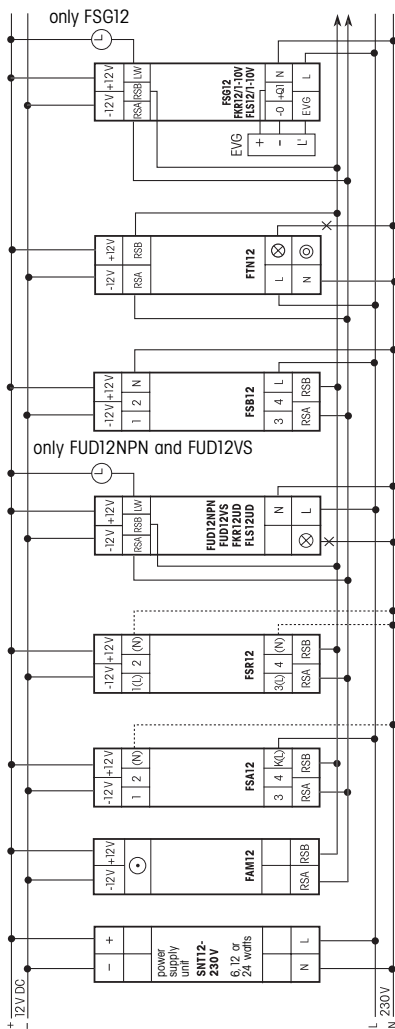 only FSG12
L
-12V +12V
RSA RSB LW
FSG12
FKR12/1-10V
FLS12/1-10V
-0 +Q1 N
EVG L
EVG
+ - L'
-12V +12V
RSA RSB
FTN12
L
N
-12V +12V
1 2 N
FSB12
3 4 L
RSA RSB
only FUD12NPN and FUD12VS
L
-12V +12V
RSA RSB LW
FUD12NPN
FUD12VS
FKR12UD
FLS12UD
N
L
-12V +12V
1(L) 2 (N)
FSR12
3(L) 4 (N)
RSA RSB
-12V +12V
1 2 (N)
FSA12
3 4 K(L)
RSA RSB
-12V +12V
FAM12
RSA RSB
- +
power
supply
unit
SNT12-
230V
6,12 or
24 watts
N L
+
12V DC
-
L
230V
N